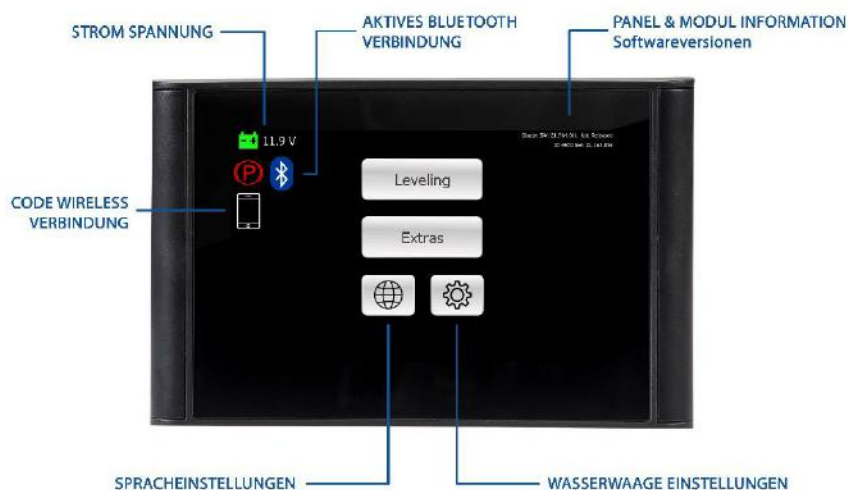 STROM SPANNUNG
AKTIVES BLUETOOTH
VERBINDUNG
PANEL & MODUL INFORMATION
Softwareversionen
11.9 V
P
CODE WIRELESS
VERBINDUNG
Leveling
Extras
SPRACHEINSTELLUNGEN
WASSERWAAGE EINSTELLUNGEN